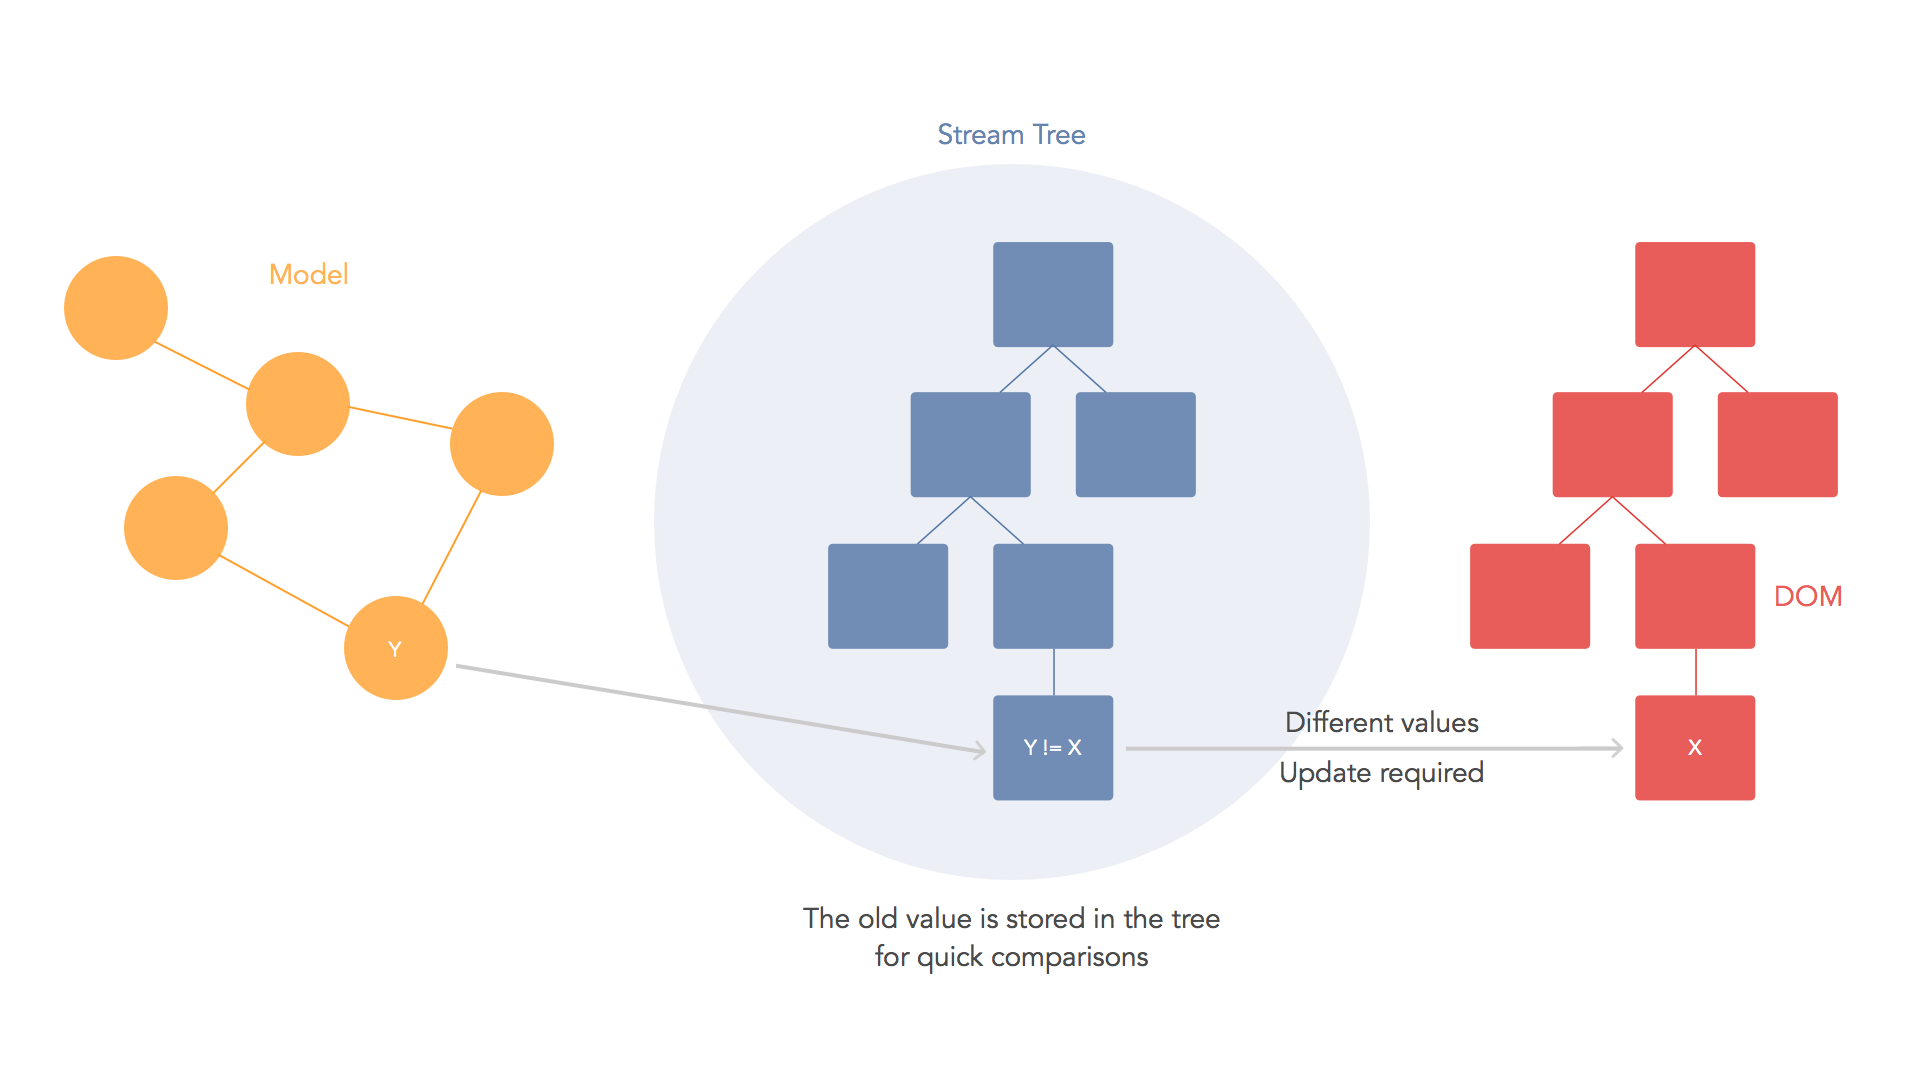 Stream Tree
Model
DOM
Y
Y != X
Different values
Update required
X
The old value is stored in the tree
for quick comparisons